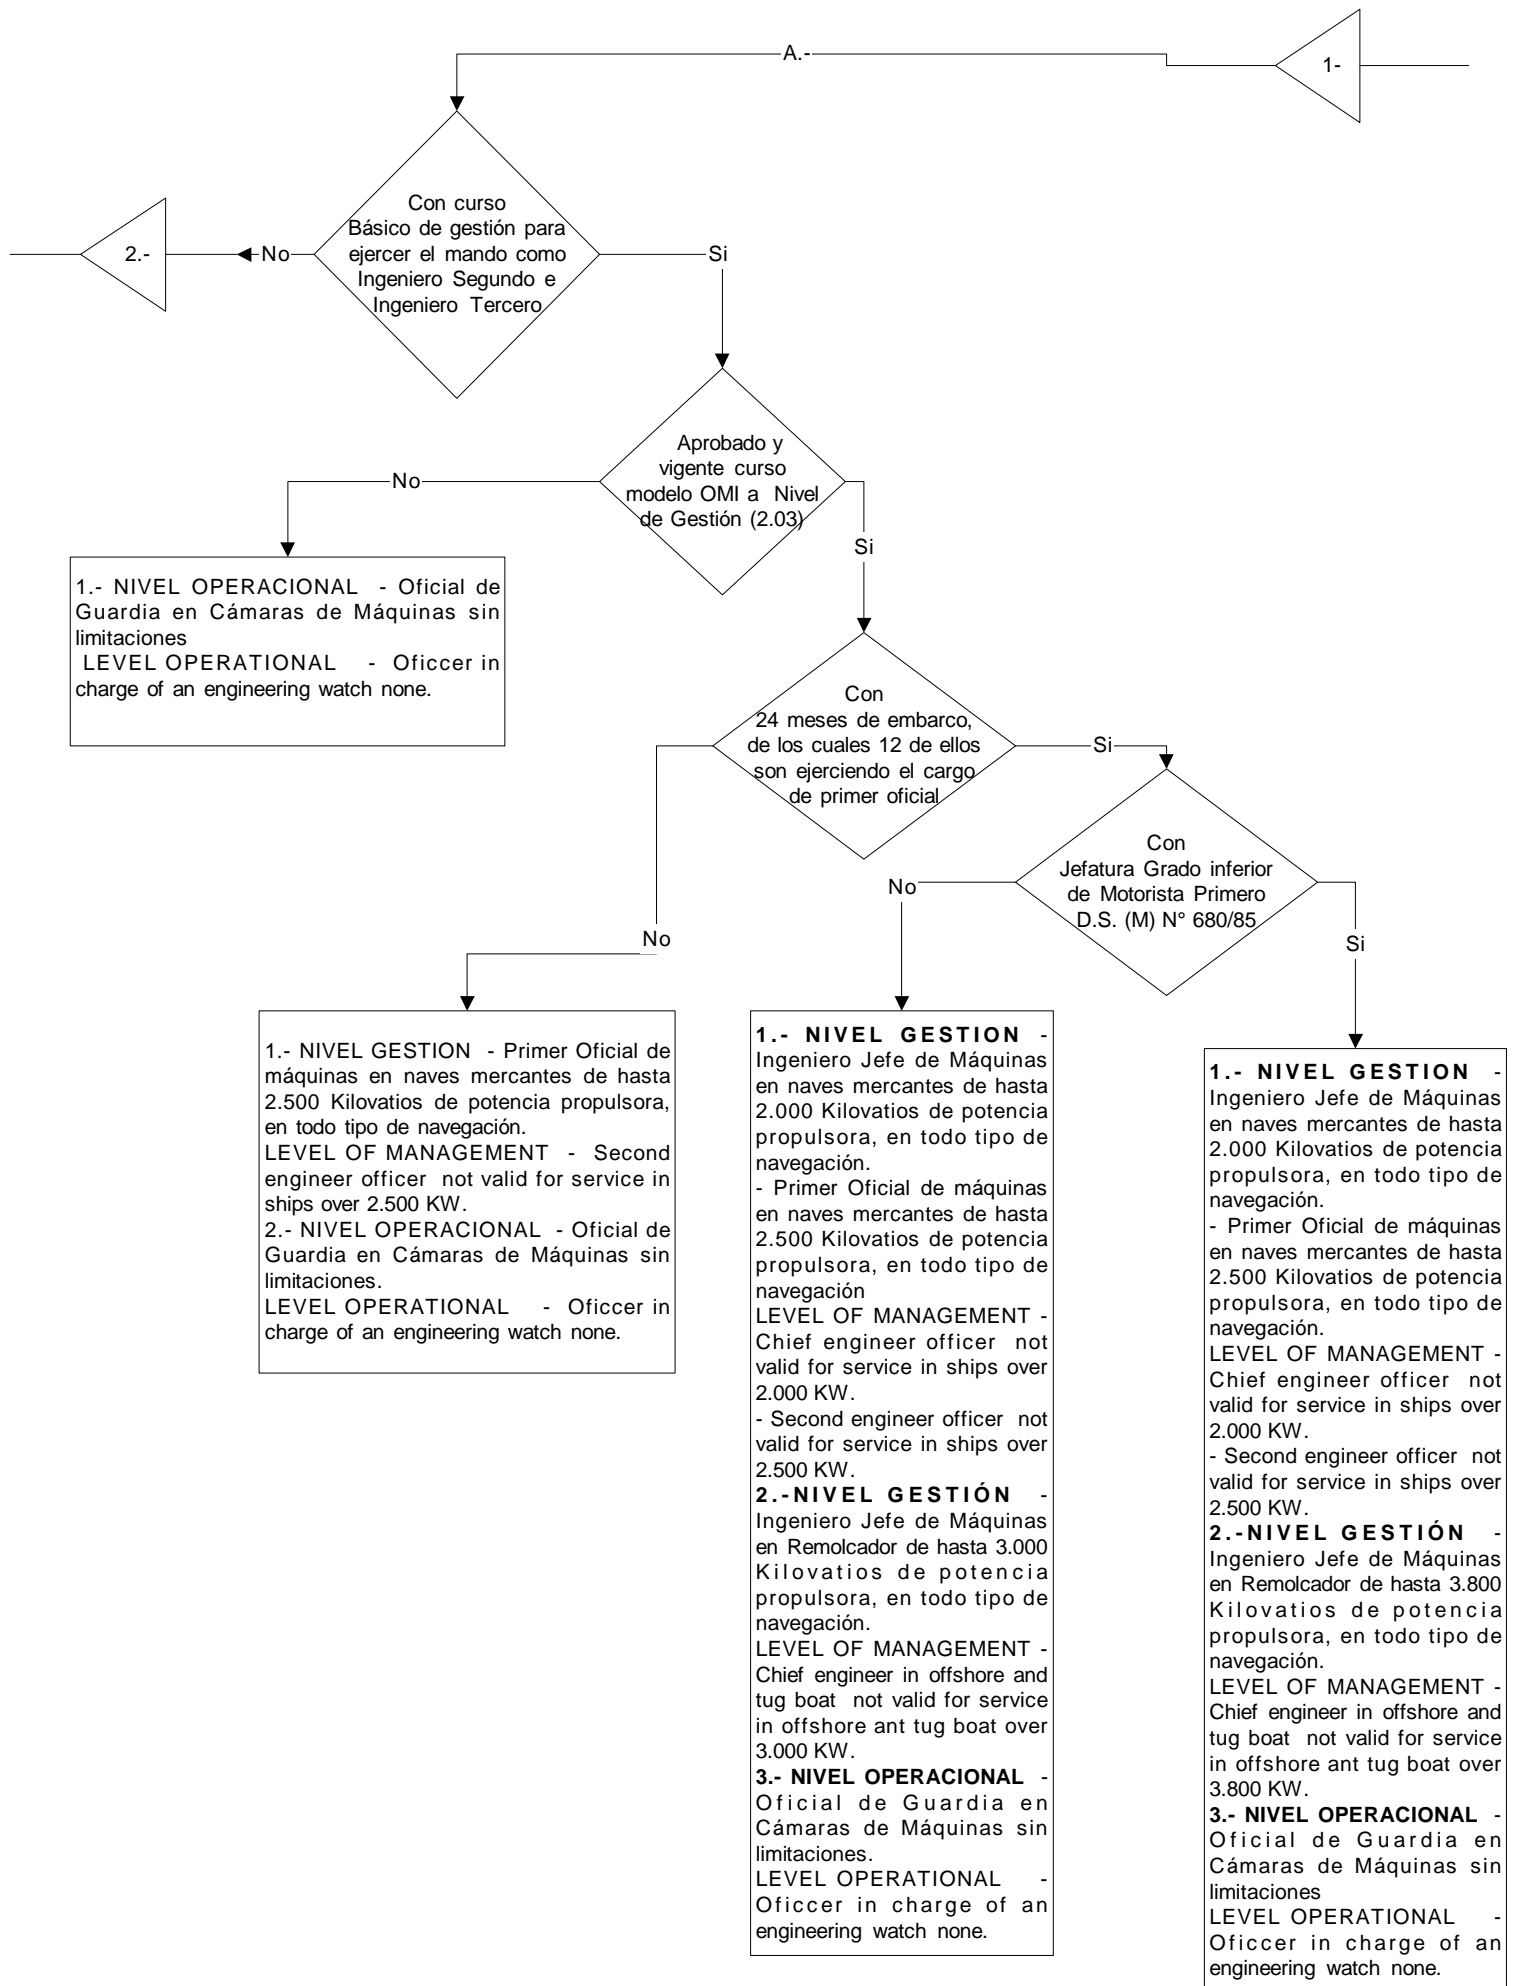 A.-
1-
Con curso
Básico de gestión para
ejercer el mando como
Ingeniero Segundo e
Ingeniero Tercero
2.-
No
Si
Aprobado y
vigente curso
modelo OMI a Nivel
de Gestión (2.03)
No
Si
1.- NIVEL OPERACIONAL - Oficial de
Guardia en Cámaras de Máquinas sin
limitaciones
LEVEL OPERATIONAL - Oficcer in
charge of an engineering watch none.
Con
24 meses de embarco,
de los cuales 12 de ellos
son ejerciendo el cargo
de primer oficial
Si
No
Con
Jefatura Grado inferior
de Motorista Primero
D.S. (M) N° 680/85
No
Si
1.- NIVEL GESTION - Primer Oficial de
máquinas en naves mercantes de hasta
2.500 Kilovatios de potencia propulsora,
en todo tipo de navegación.
LEVEL OF MANAGEMENT - Second
engineer officer not valid for service in
ships over 2.500 KW.
2.- NIVEL OPERACIONAL - Oficial de
Guardia en Cámaras de Máquinas sin
limitaciones.
LEVEL OPERATIONAL - Oficcer in
charge of an engineering watch none.
1.- NIVEL GESTION -
Ingeniero Jefe de Máquinas
en naves mercantes de hasta
2.000 Kilovatios de potencia
propulsora, en todo tipo de
navegación.
- Primer Oficial de máquinas
en naves mercantes de hasta
2.500 Kilovatios de potencia
propulsora, en todo tipo de
navegación
LEVEL OF MANAGEMENT -
Chief engineer officer not
valid for service in ships over
2.000 KW.
- Second engineer officer not
valid for service in ships over
2.500 KW.
2.-NIVEL GESTIÓN -
Ingeniero Jefe de Máquinas
en Remolcador de hasta 3.000
Kilovatios de potencia
propulsora, en todo tipo de
navegación.
LEVEL OF MANAGEMENT -
Chief engineer in offshore and
tug boat not valid for service
in offshore ant tug boat over
3.000 KW.
3.- NIVEL OPERACIONAL -
Oficial de Guardia en
Cámaras de Máquinas sin
limitaciones.
LEVEL OPERATIONAL -
Oficcer in charge of an
engineering watch none.
1.- NIVEL GESTION -
Ingeniero Jefe de Máquinas
en naves mercantes de hasta
2.000 Kilovatios de potencia
propulsora, en todo tipo de
navegación.
- Primer Oficial de máquinas
en naves mercantes de hasta
2.500 Kilovatios de potencia
propulsora, en todo tipo de
navegación.
LEVEL OF MANAGEMENT -
Chief engineer officer not
valid for service in ships over
2.000 KW.
- Second engineer officer not
valid for service in ships over
2.500 KW.
2.-NIVEL GESTIÓN -
Ingeniero Jefe de Máquinas
en Remolcador de hasta 3.800
Kilovatios de potencia
propulsora, en todo tipo de
navegación.
LEVEL OF MANAGEMENT -
Chief engineer in offshore and
tug boat not valid for service
in offshore ant tug boat over
3.800 KW.
3.- NIVEL OPERACIONAL -
Oficial de Guardia en
Cámaras de Máquinas sin
limitaciones
LEVEL OPERATIONAL -
Oficcer in charge of an
engineering watch none.